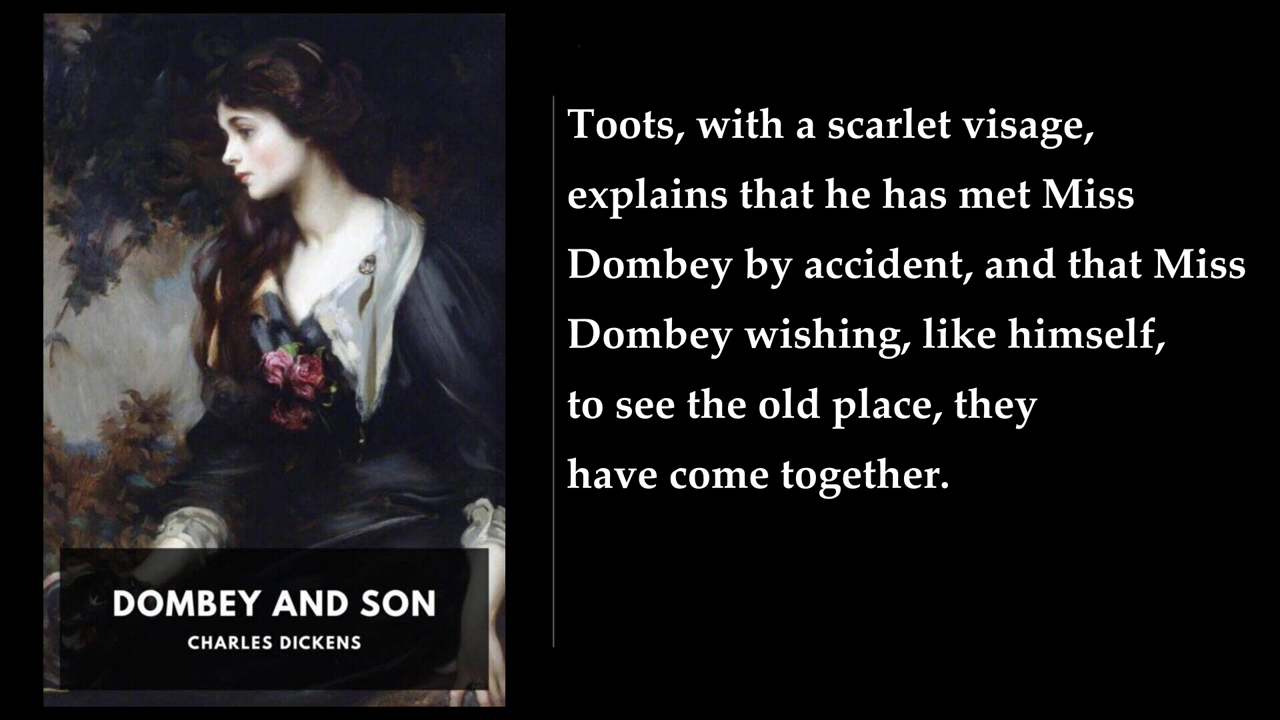 Toots, with a scarlet visage,
explains that he has met Miss
Dombey by accident, and that Miss
Dombey wishing, like himself,
to see the old place, they
have come together.
DOMBEY AND SON
CHARLES DICKENS